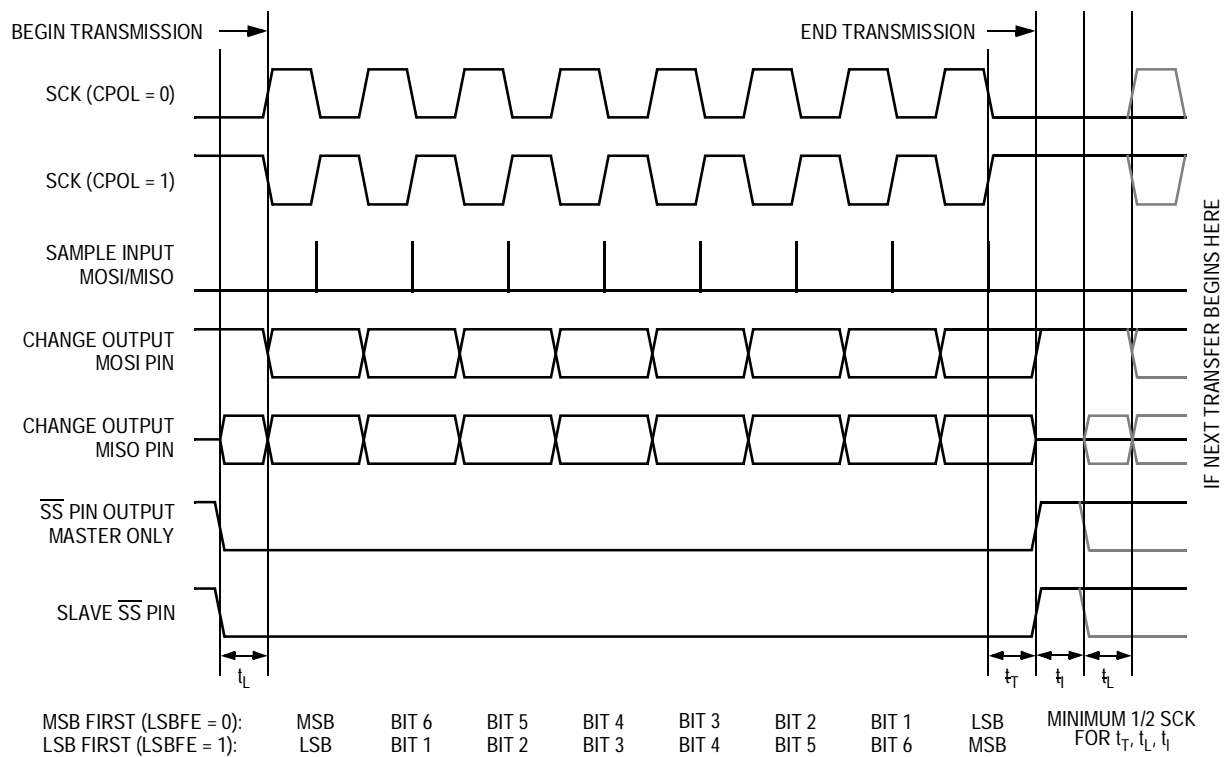 BEGIN TRANSMISSION
END TRANSMISSION
SCK (CPOL = 0)
SCK (CPOL = 1)
SAMPLE INPUT
MOSI/MISO
CHANGE OUTPUT
MOSI PIN
CHANGE OUTPUT
MISO PIN
S̅S̅ PIN OUTPUT
MASTER ONLY
SLAVE S̅S̅ PIN
IF NEXT TRANSFER BEGINS HERE
tL
tT
tI
tL
MSB FIRST (LSBFE = 0): MSB BIT 6 BIT 5 BIT 4 BIT 3 BIT 2 BIT 1 LSB
LSB FIRST (LSBFE = 1): LSB BIT 1 BIT 2 BIT 3 BIT 4 BIT 5 BIT 6 MSB
MINIMUM 1/2 SCK
FOR tT, tL, tI